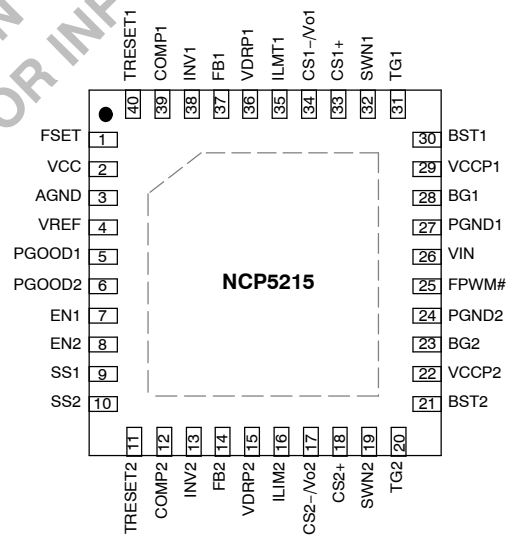 N
OR INF
TRESET1
COMP1
INV1
FB1
VDRP1
ILMT1
CS1-/Vo1
CS1+
SWN1
TG1
40 39 38 37 36 35 34 33 32 31
FSET 1
VCC 2
AGND 3
VREF 4
PGOOD1 5
PGOOD2 6
EN1 7
EN2 8
SS1 9
SS2 10
30 BST1
29 VCCP1
28 BG1
27 PGND1
26 VIN
25 FPWM#
24 PGND2
23 BG2
22 VCCP2
21 BST2
NCP5215
11 12 13 14 15 16 17 18 19 20
TRESET2
COMP2
INV2
FB2
VDRP2
ILIM2
CS2-/Vo2
CS2+
SWN2
TG2